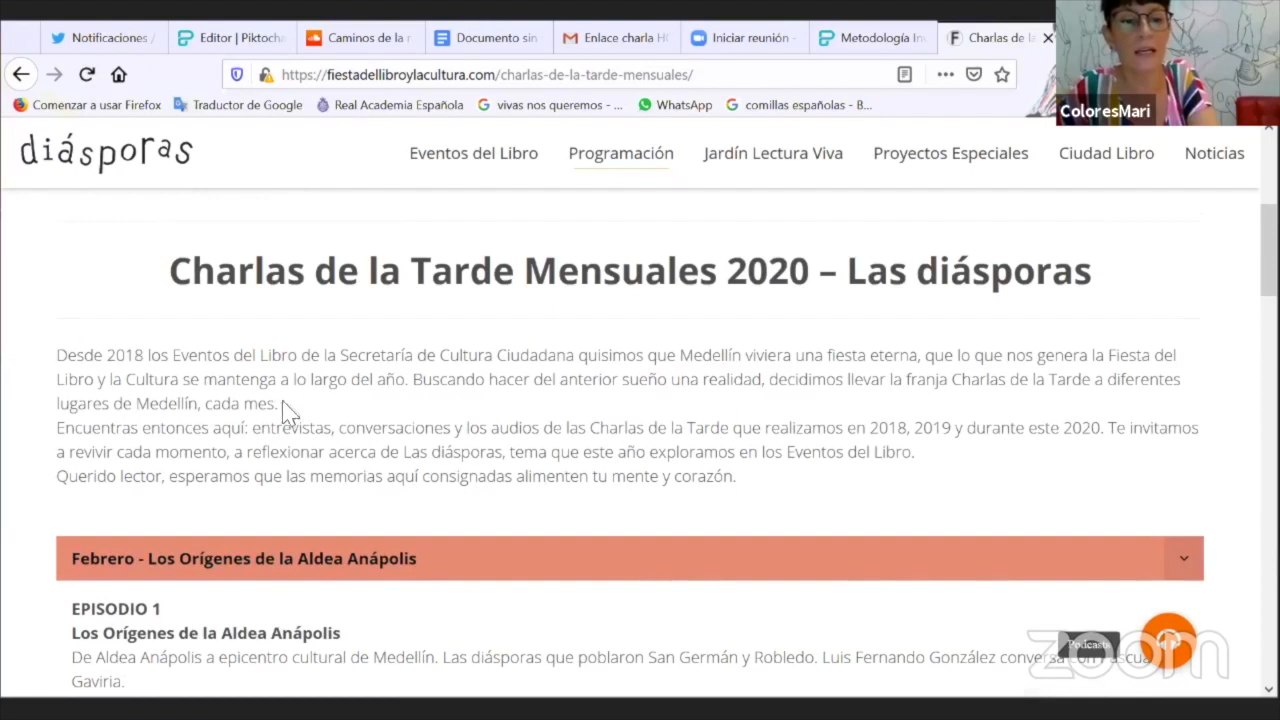 Notificaciones /
Editor | Piktocha
Caminos de la r
Documento sin
Enlace charla H
Iniciar reunión -
Metodología In
Charlas de la
https://fiestadellibroylacultura.com/charlas-de-la-tarde-mensuales/
Comenzar a usar Firefox
Traductor de Google
Real Academia Española
vivas nos queremos - ...
WhatsApp
comillas españolas - B...
ColoresMari
diásporas
Eventos del Libro
Programación
Jardín Lectura Viva
Proyectos Especiales
Ciudad Libro
Noticias
Charlas de la Tarde Mensuales 2020 – Las diásporas
Desde 2018 los Eventos del Libro de la Secretaría de Cultura Ciudadana quisimos que Medellín viviera una fiesta eterna, que lo que nos genera la Fiesta del
Libro y la Cultura se mantenga a lo largo del año. Buscando hacer del anterior sueño una realidad, decidimos llevar la franja Charlas de la Tarde a diferentes
lugares de Medellín, cada mes.
Encuentras entonces aquí: entrevistas, conversaciones y los audios de las Charlas de la Tarde que realizamos en 2018, 2019 y durante este 2020. Te invitamos
a revivir cada momento, a reflexionar acerca de Las diásporas, tema que este año exploramos en los Eventos del Libro.
Querido lector, esperamos que las memorias aquí consignadas alimenten tu mente y corazón.
Febrero - Los Orígenes de la Aldea Anápolis
EPISODIO 1
Los Orígenes de la Aldea Anápolis
De Aldea Anápolis a epicentro cultural de Medellín. Las diásporas que poblaron San Germán y Robledo. Luis Fernando González conversa con Pascua
Gaviria.
Podcasts
zoom